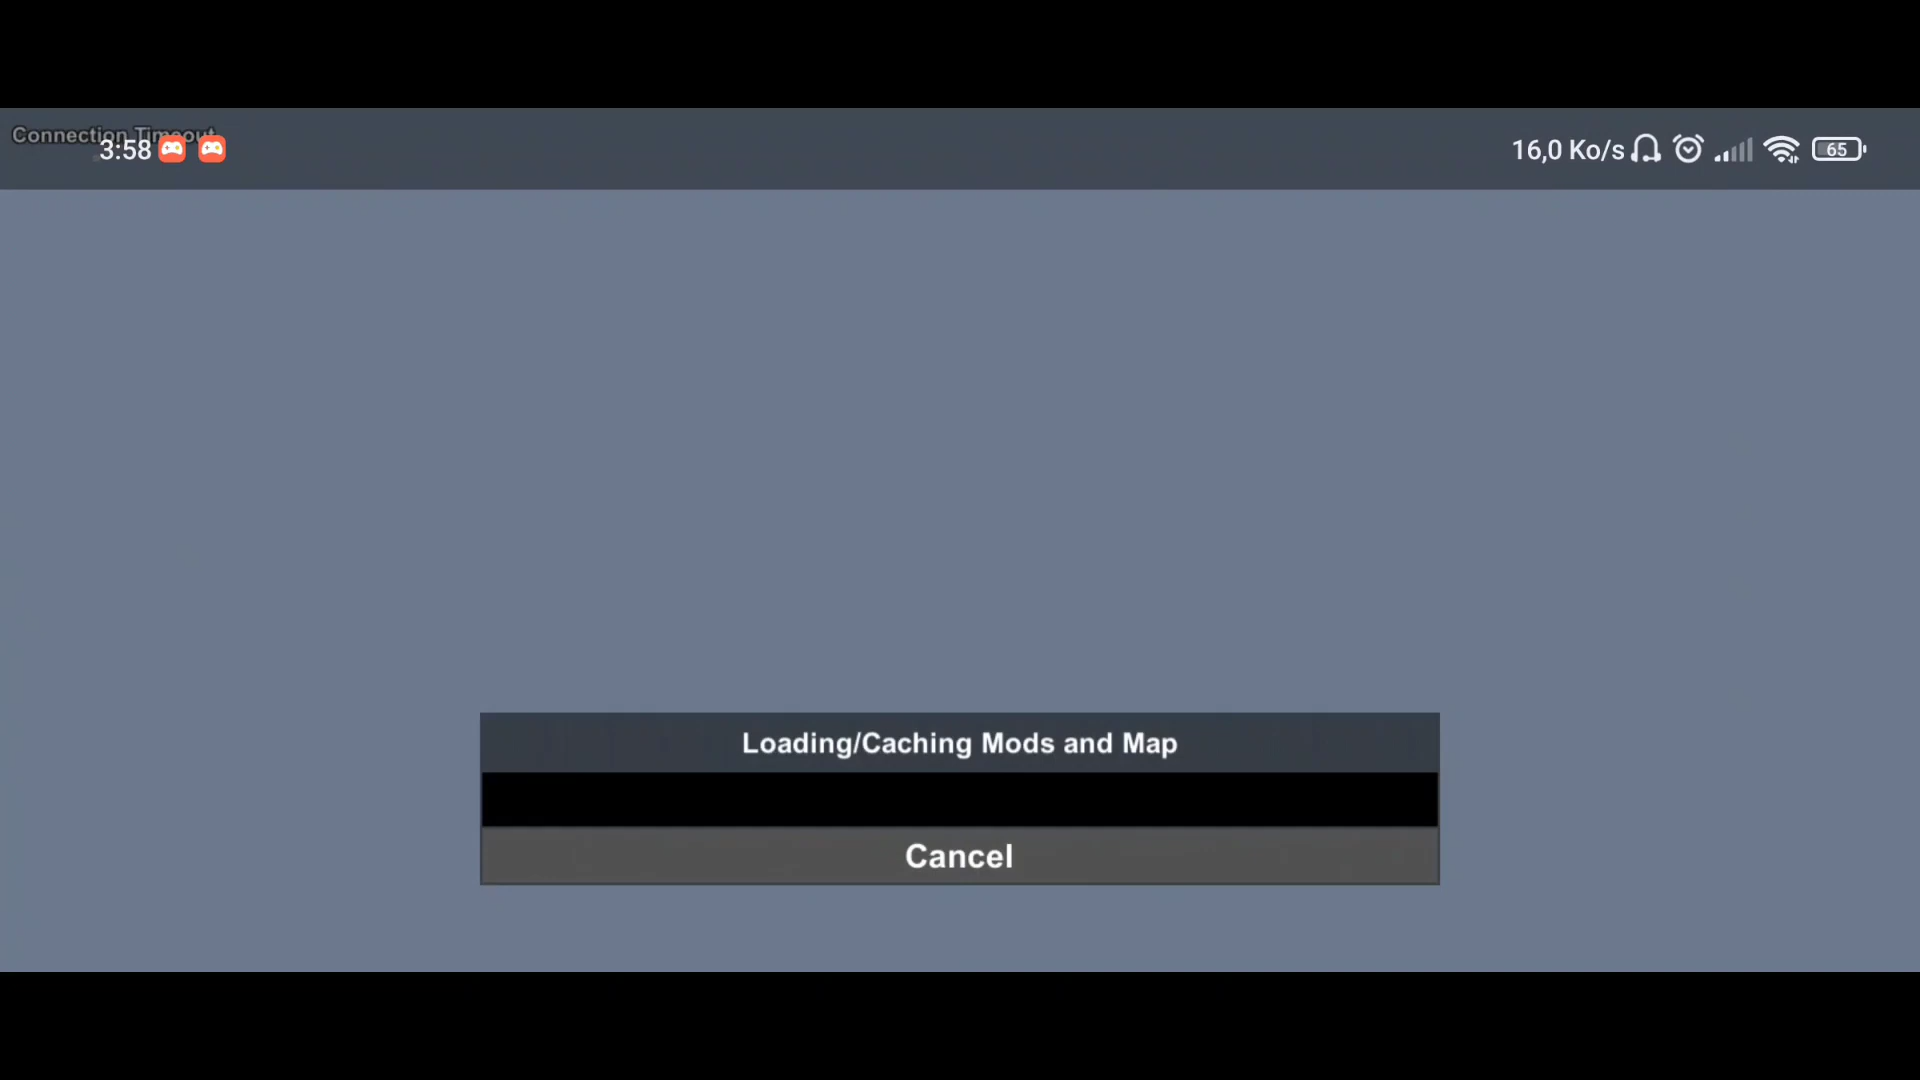 Connection Timeout
3:58
16,0 Ko/s
65
Loading/Caching Mods and Map
Cancel